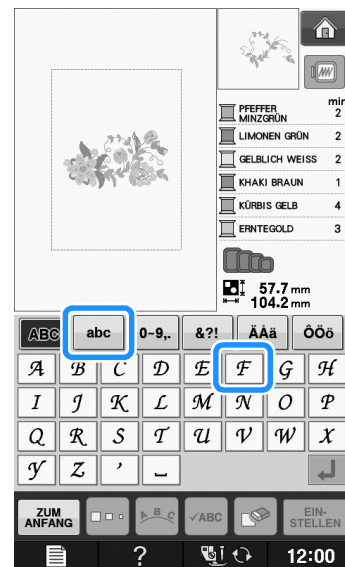 min
PFEFFER
MINZGRÜN 2
LIMONEN GRÜN 2
GELBLICH WEISS 2
KHAKI BRAUN 1
KÜRBIS GELB 4
ERNTEGOLD 3
57.7 mm
104.2 mm
ABC abc 0~9,. &?! ÄÅä ÔÖö
A B C D E F G H
I J K L M N O P
Q R S T U V W X
Y Z ' _
ZUM
ANFANG
A B C
✓ABC
EIN-
STELLEN
? 12:00